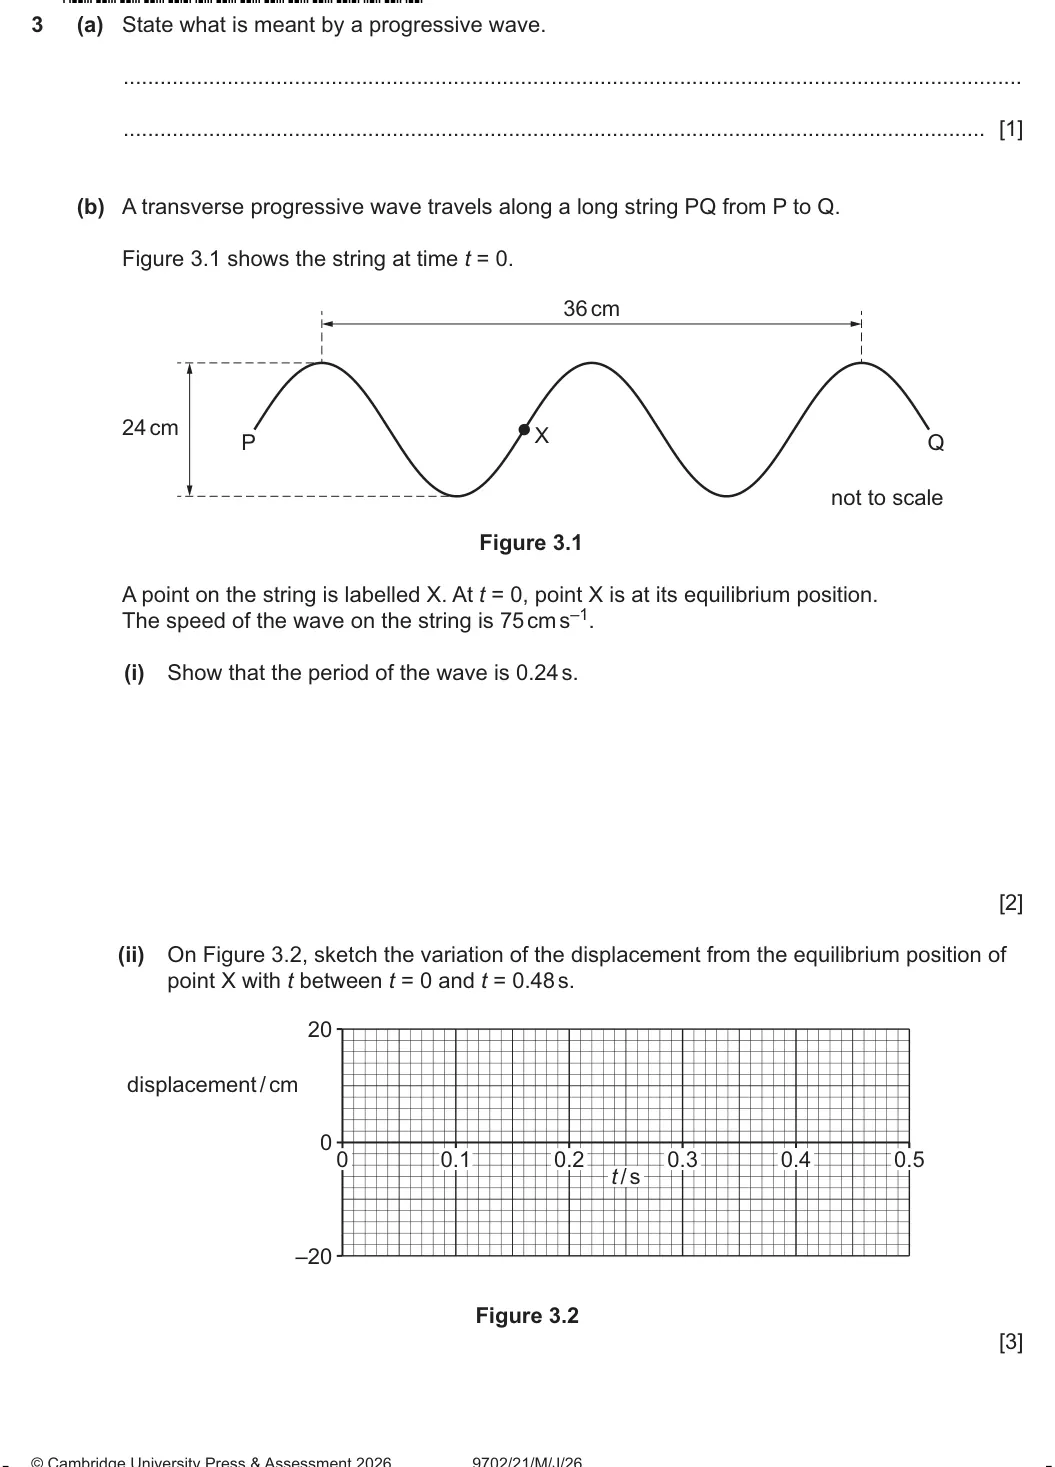 3 (a) State what is meant by a progressive wave.
..........
.......... [1]
(b) A transverse progressive wave travels along a long string PQ from P to Q.
Figure 3.1 shows the string at time t = 0.
36 cm
24 cm
P
X
Q
not to scale
Figure 3.1
A point on the string is labelled X. At t = 0, point X is at its equilibrium position.
The speed of the wave on the string is 75 cm s⁻¹.
(i) Show that the period of the wave is 0.24 s.
[2]
(ii) On Figure 3.2, sketch the variation of the displacement from the equilibrium position of
point X with t between t = 0 and t = 0.48 s.
20
displacement / cm
0
0 0.1 0.2 0.3 0.4 0.5
t / s
–20
Figure 3.2
[3]
© Cambridge University Press & Assessment 2026 9702/21/M/J/26